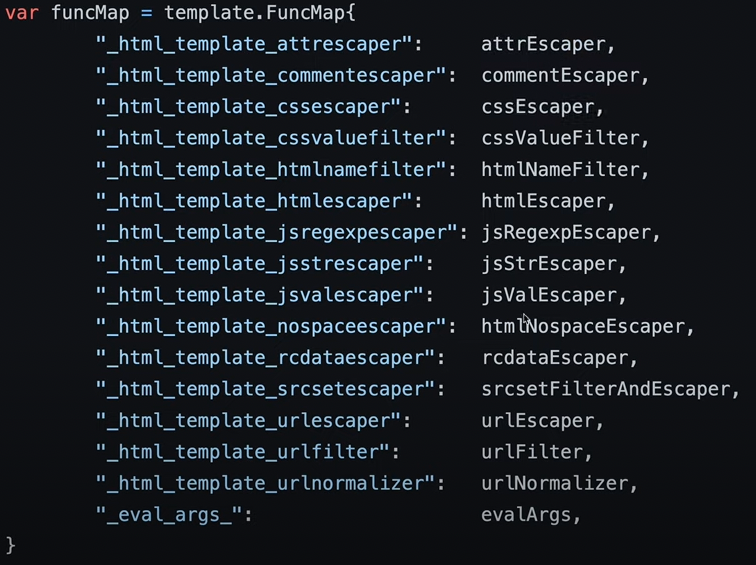 var funcMap = template.FuncMap{
"_html_template_attrescaper": attrEscaper,
"_html_template_commentescaper": commentEscaper,
"_html_template_cssescaper": cssEscaper,
"_html_template_cssvaluefilter": cssValueFilter,
"_html_template_htmlnamefilter": htmlNameFilter,
"_html_template_htmlescaper": htmlEscaper,
"_html_template_jsregexpescaper": jsRegexpEscaper,
"_html_template_jsstrescaper": jsStrEscaper,
"_html_template_jsvalescaper": jsValEscaper,
"_html_template_nospaceescaper": htmlNospaceEscaper,
"_html_template_rcdataescaper": rcdataEscaper,
"_html_template_srcsetescaper": srcsetFilterAndEscaper,
"_html_template_urlescaper": urlEscaper,
"_html_template_urlfilter": urlFilter,
"_html_template_urlnormalizer": urlNormalizer,
"_eval_args_": evalArgs,
}